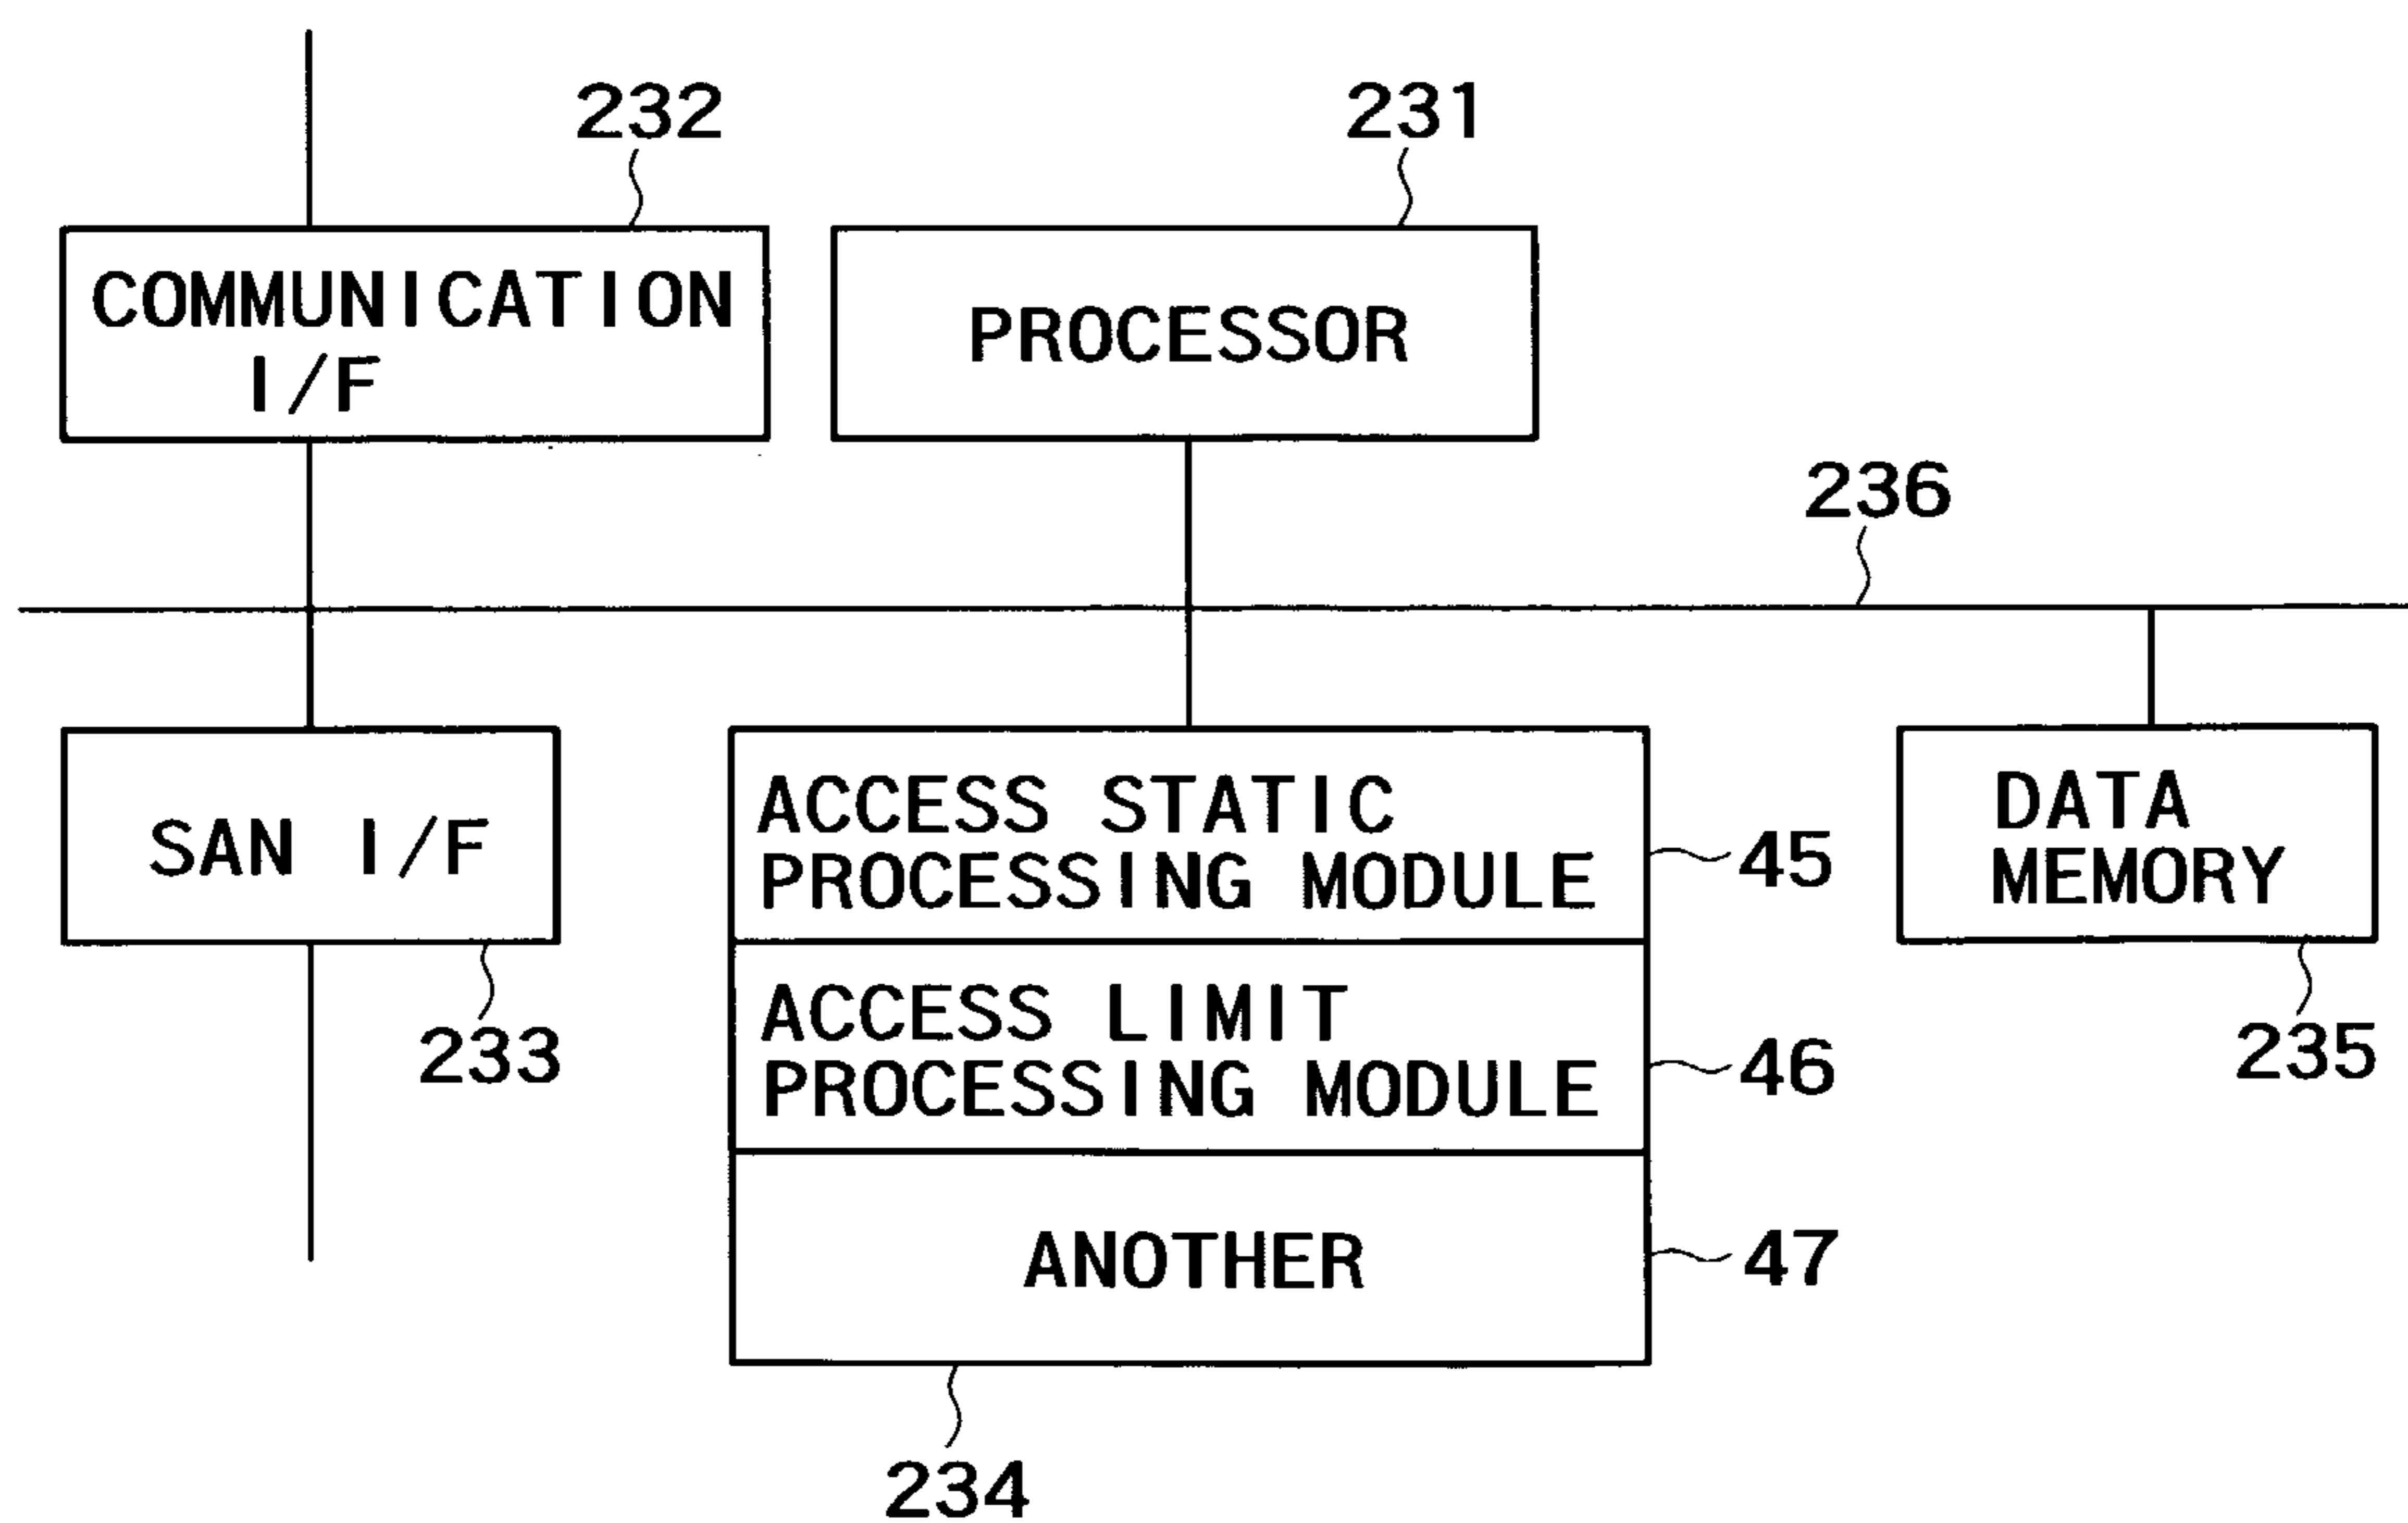 232
231
COMMUNICATION
I/F
PROCESSOR
236
SAN I/F
233
ACCESS STATIC
PROCESSING MODULE
45
ACCESS LIMIT
PROCESSING MODULE
46
ANOTHER
47
234
DATA
MEMORY
235